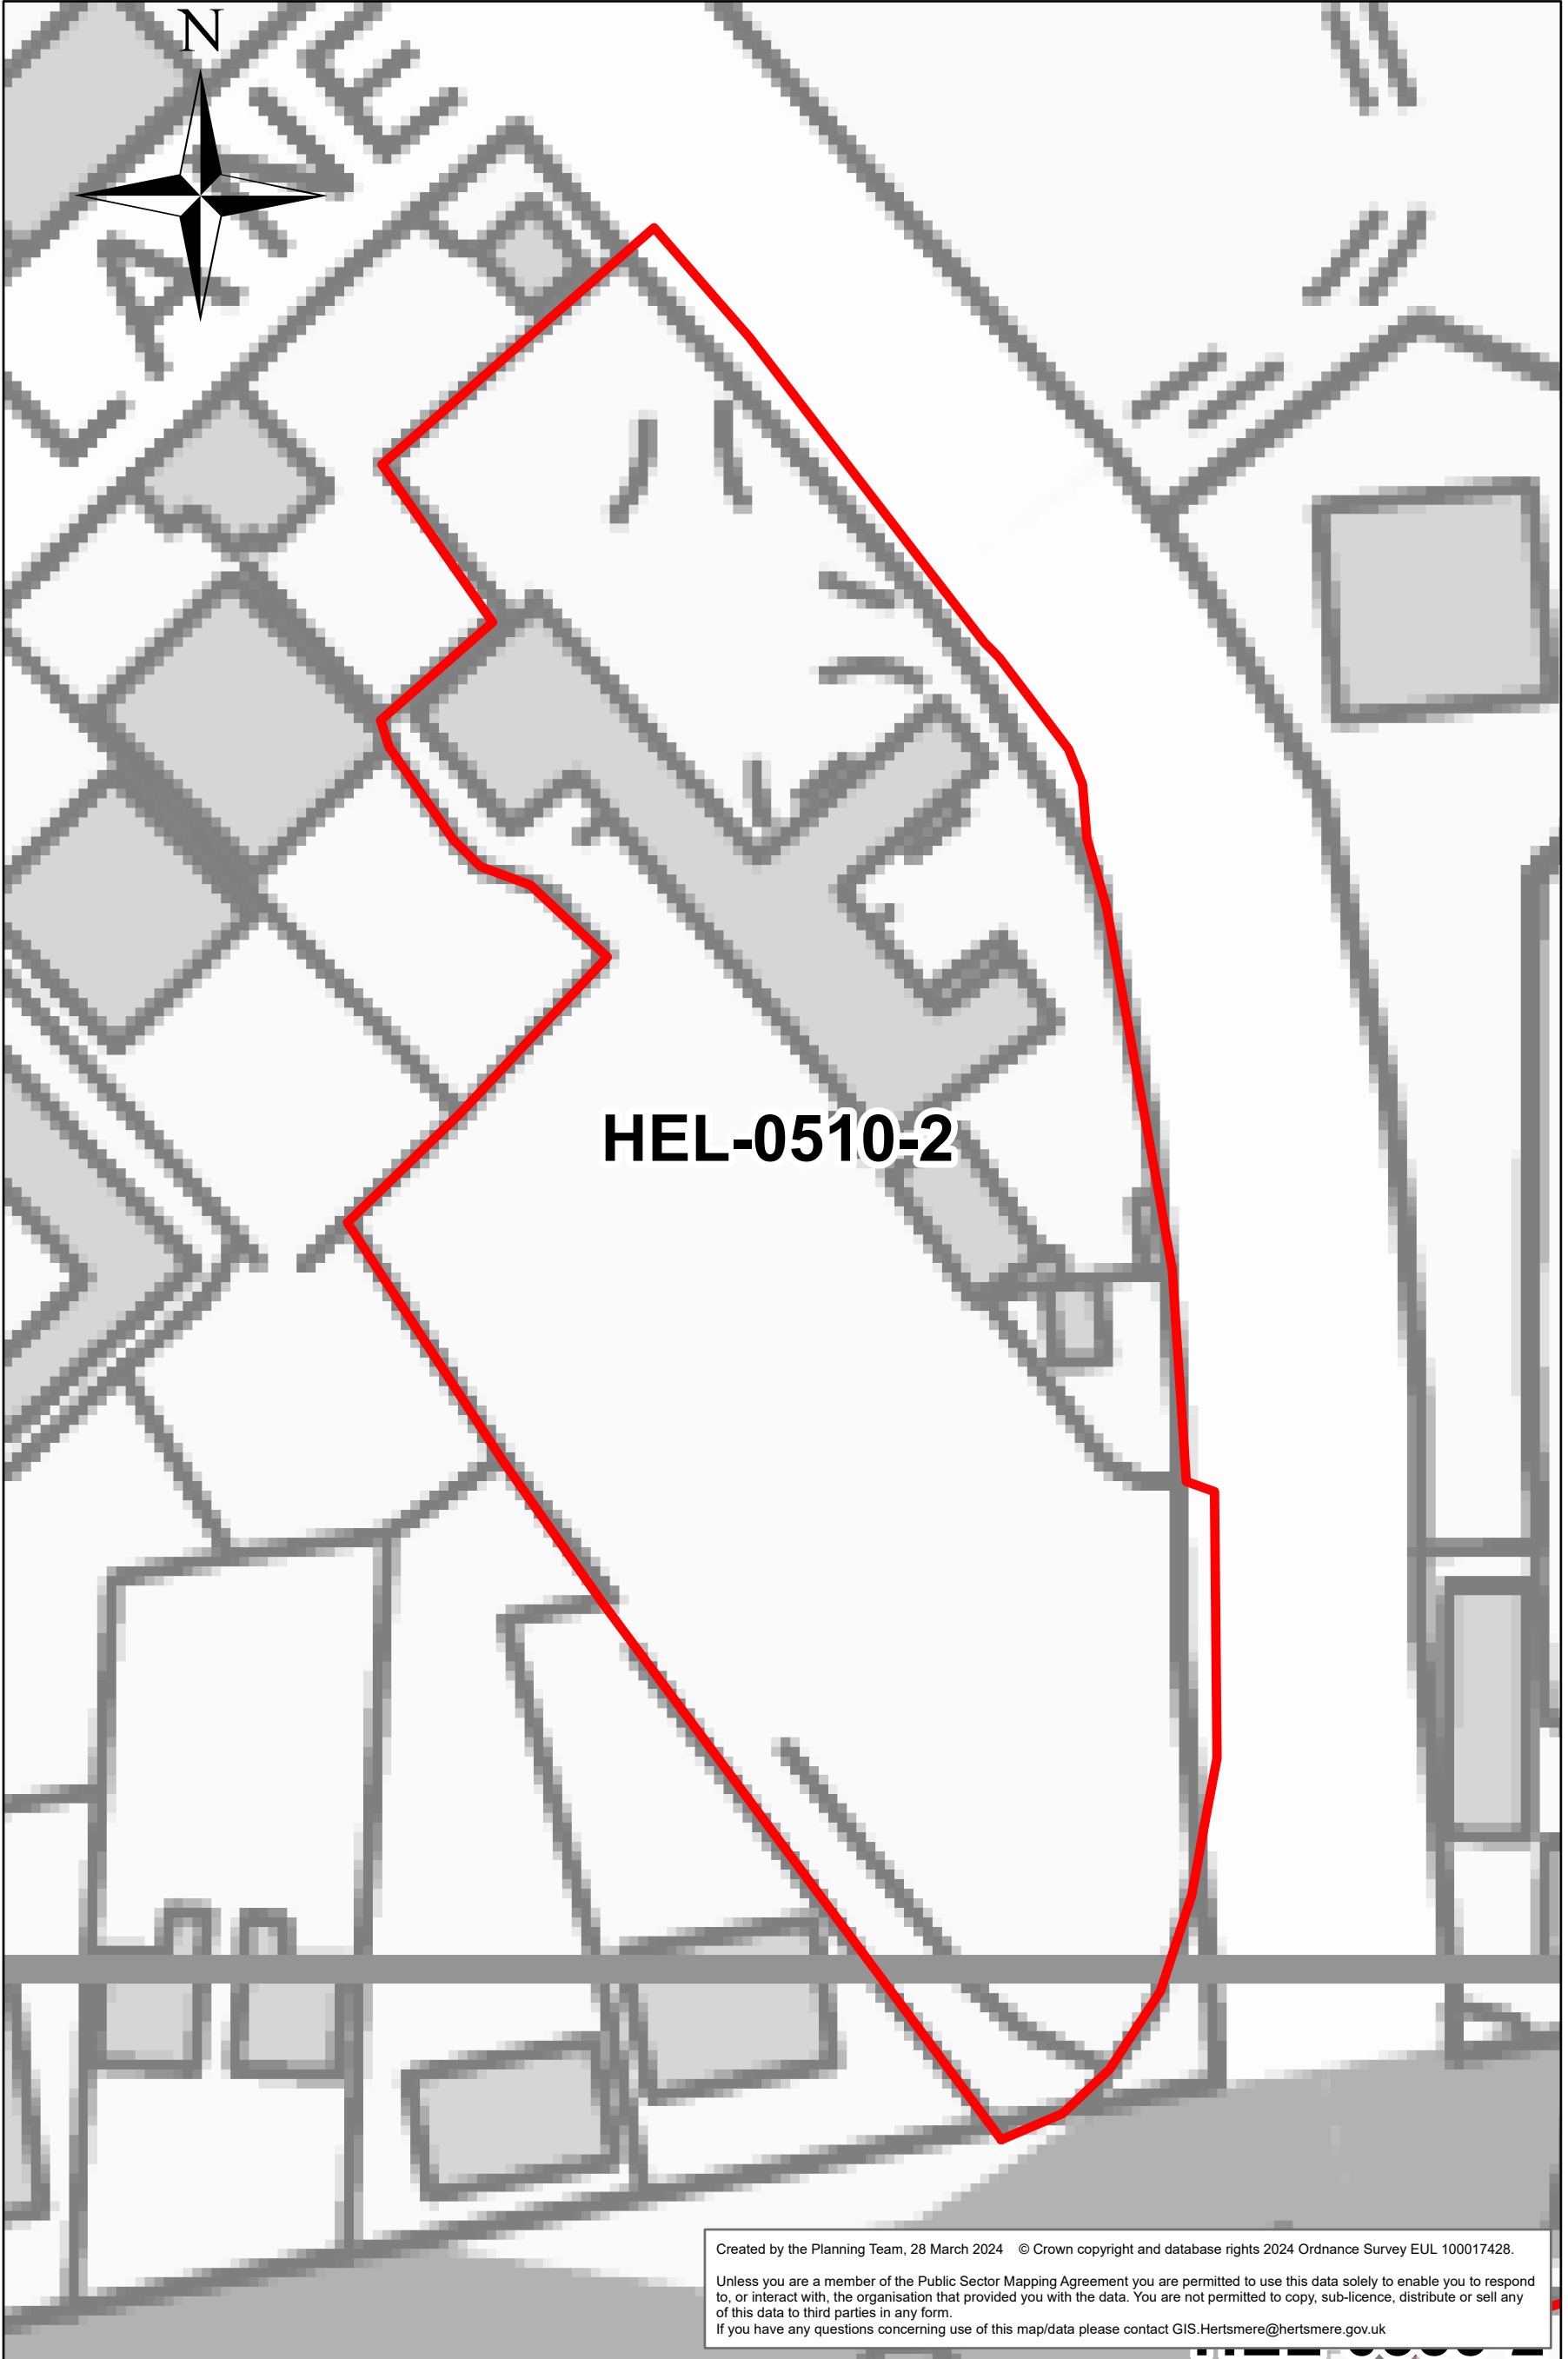 N
AVE
HEL-0510-2
Created by the Planning Team, 28 March 2024 © Crown copyright and database rights 2024 Ordnance Survey EUL 100017428.
Unless you are a member of the Public Sector Mapping Agreement you are permitted to use this data solely to enable you to respond
to, or interact with, the organisation that provided you with the data. You are not permitted to copy, sub-licence, distribute or sell any
of this data to third parties in any form.
If you have any questions concerning use of this map/data please contact GIS.Hertsmere@hertsmere.gov.uk